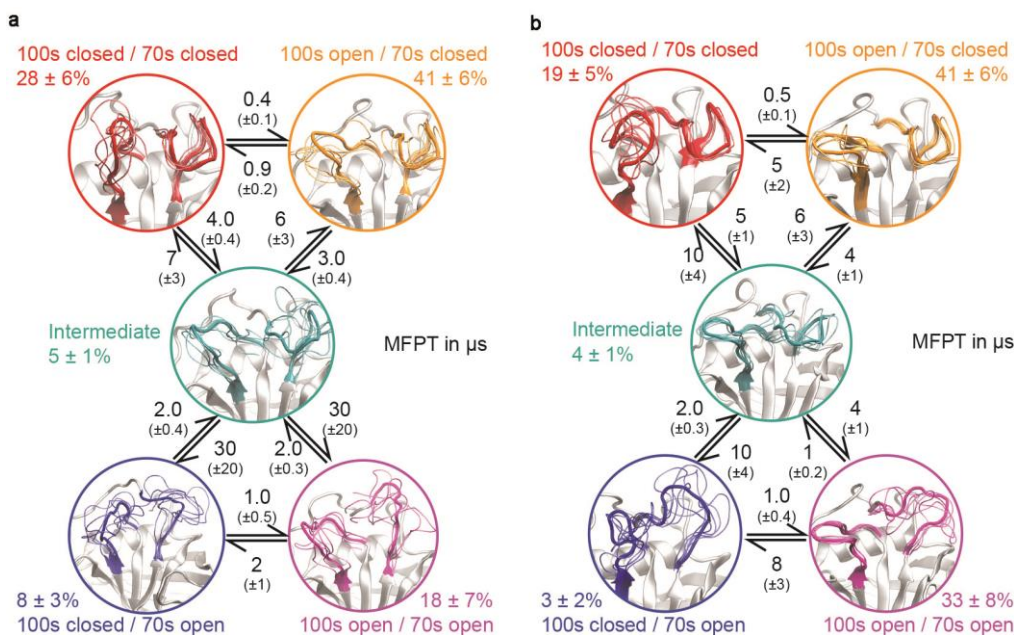 a
100s closed / 70s closed
28 ± 6%
100s open / 70s closed
41 ± 6%
0.4
(±0.1)
0.9
(±0.2)
4.0
(±0.4)
7
(±3)
6
(±3)
3.0
(±0.4)
Intermediate
5 ± 1%
MFPT in µs
2.0
(±0.4)
30
(±20)
30
(±20)
2.0
(±0.3)
1.0
(±0.5)
2
(±1)
8 ± 3%
100s closed / 70s open
18 ± 7%
100s open / 70s open
b
100s closed / 70s closed
19 ± 5%
100s open / 70s closed
41 ± 6%
0.5
(±0.1)
5
(±2)
5
(±1)
10
(±4)
6
(±3)
4
(±1)
Intermediate
4 ± 1%
MFPT in µs
2.0
(±0.3)
10
(±4)
4
(±1)
1
(±0.2)
1.0
(±0.4)
8
(±3)
3 ± 2%
100s closed / 70s open
33 ± 8%
100s open / 70s open